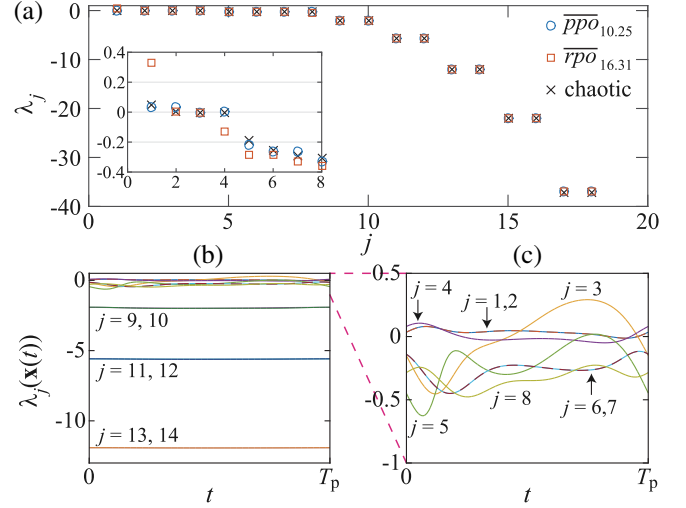 (a)
0
-10
-20
-30
-40
λj
0.4
0.2
0
-0.2
-0.4
0 2 4 6 8
ppo10.25
rpo16.31
chaotic
0 5 10 15 20
j
(b)
0
-5
-10
λj(x(t))
j = 9, 10
j = 11, 12
j = 13, 14
0 Tp
t
(c)
0.5
0
-0.5
-1
j = 4
j = 1,2
j = 3
j = 5
j = 8
j = 6,7
0 Tp
t